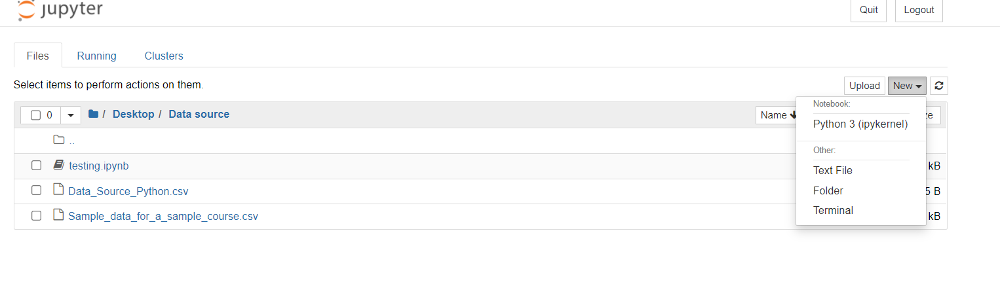 jupyter
Quit
Logout
Files
Running
Clusters
Select items to perform actions on them.
Upload
New
0
/ Desktop / Data source
Name
ze
Notebook:
Python 3 (ipykernel)
Other:
Text File
Folder
Terminal
..
testing.ipynb
kB
Data_Source_Python.csv
5 B
Sample_data_for_a_sample_course.csv
kB